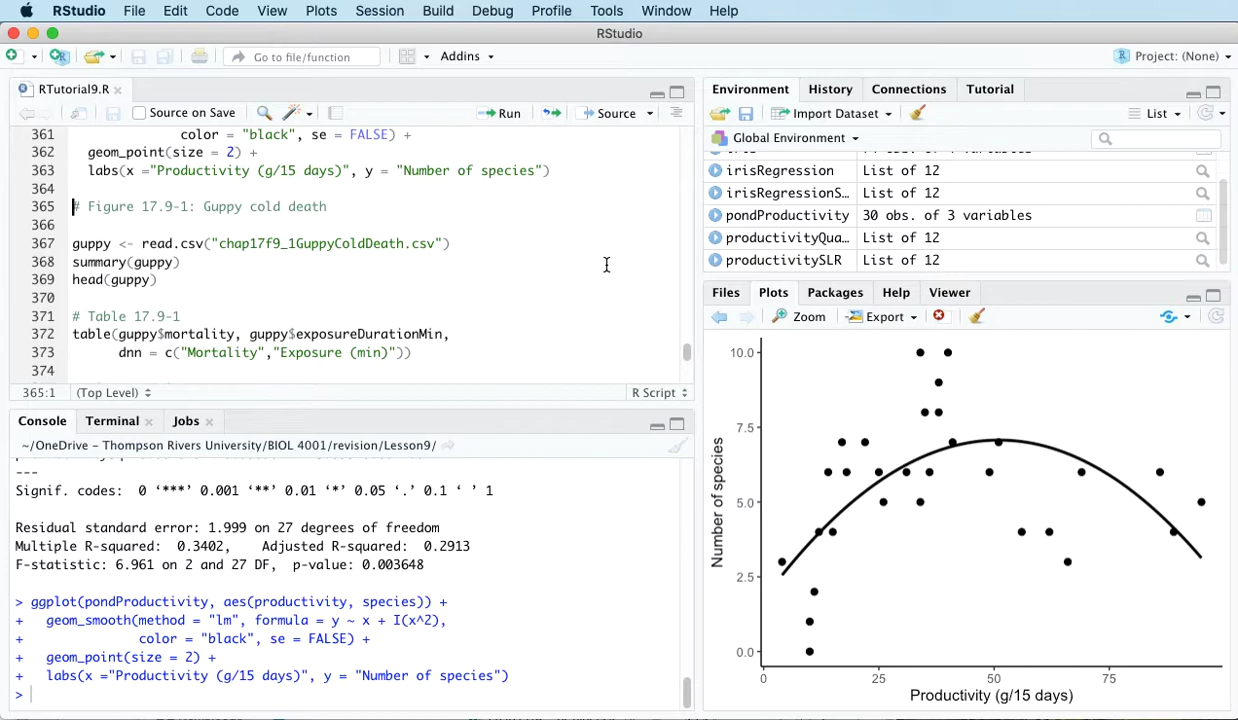 RStudio File Edit Code View Plots Session Build Debug Profile Tools Window Help
RStudio
Go to file/function Addins Project: (None)
RTutorial9.R
Source on Save Run Source
361 color = "black", se = FALSE) +
362 geom_point(size = 2) +
363 labs(x ="Productivity (g/15 days)", y = "Number of species")
364
365 # Figure 17.9-1: Guppy cold death
366
367 guppy <- read.csv("chap17f9_1GuppyColdDeath.csv")
368 summary(guppy)
369 head(guppy)
370
371 # Table 17.9-1
372 table(guppy$mortality, guppy$exposureDurationMin,
373 dnn = c("Mortality","Exposure (min)"))
374
365:1 (Top Level) R Script
Console Terminal Jobs
~/OneDrive - Thompson Rivers University/BIOL 4001/revision/Lesson9/
---
Signif. codes: 0 ‘***’ 0.001 ‘**’ 0.01 ‘*’ 0.05 ‘.’ 0.1 ‘ ’ 1
Residual standard error: 1.999 on 27 degrees of freedom
Multiple R-squared: 0.3402, Adjusted R-squared: 0.2913
F-statistic: 6.961 on 2 and 27 DF, p-value: 0.003648
> ggplot(pondProductivity, aes(productivity, species)) +
+ geom_smooth(method = "lm", formula = y ~ x + I(x^2),
+ color = "black", se = FALSE) +
+ geom_point(size = 2) +
+ labs(x ="Productivity (g/15 days)", y = "Number of species")
>
Environment History Connections Tutorial
Import Dataset List
Global Environment
irisRegression List of 12
irisRegressionS… List of 12
pondProductivity 30 obs. of 3 variables
productivityQua… List of 12
productivitySLR List of 12
Files Plots Packages Help Viewer
Zoom Export
10.0
7.5
5.0
2.5
0.0
Number of species
0 25 50 75
Productivity (g/15 days)